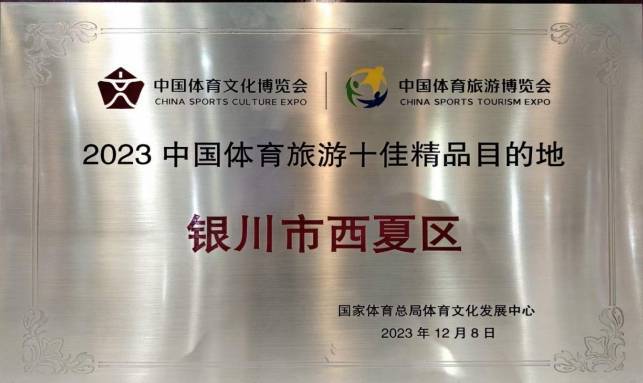 中国体育文化博览会
CHINA SPORTS CULTURE EXPO
中国体育旅游博览会
CHINA SPORTS TOURISM EXPO
2023 中国体育旅游十佳精品目的地
银川市西夏区
国家体育总局体育文化发展中心
2023 年 12 月 8 日